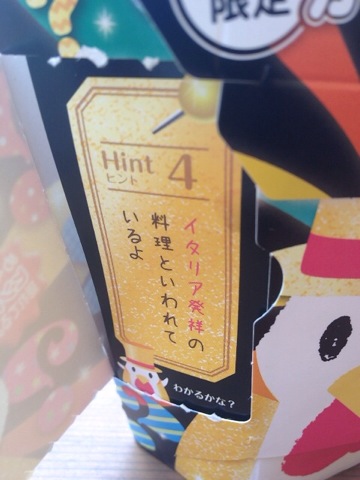 限定
Hint 4
ヒント
イタリア発祥の
料理といわれて
いるよ
わかるかな?